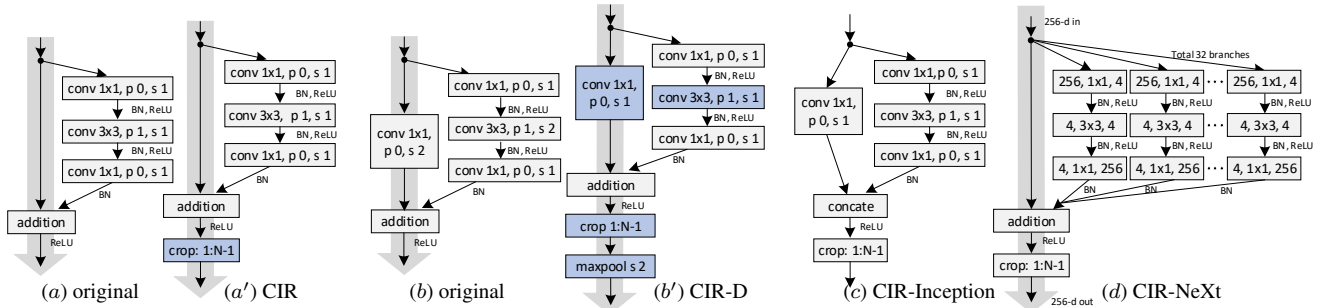 conv 1x1, p 0, s 1
BN, ReLU
conv 3x3, p 1, s 1
BN, ReLU
conv 1x1, p 0, s 1
BN
addition
ReLU
(a) original
conv 1x1, p 0, s 1
BN, ReLU
conv 3x3, p 1, s 1
BN, ReLU
conv 1x1, p 0, s 1
BN
addition
ReLU
crop: 1:N-1
(a′) CIR
conv 1x1, p 0, s 1
BN, ReLU
conv 1x1,
p 0, s 2
conv 3x3, p 1, s 2
BN, ReLU
conv 1x1, p 0, s 1
BN
addition
ReLU
(b) original
conv 1x1,
p 0, s 1
conv 1x1, p 0, s 1
BN, ReLU
conv 3x3, p 1, s 1
BN, ReLU
conv 1x1, p 0, s 1
BN
addition
ReLU
crop 1:N-1
maxpool s 2
(b′) CIR-D
conv 1x1,
p 0, s 1
conv 1x1, p 0, s 1
BN, ReLU
conv 3x3, p 1, s 1
BN, ReLU
conv 1x1, p 0, s 1
BN
concate
ReLU
crop: 1:N-1
(c) CIR-Inception
256-d in
Total 32 branches
256, 1x1, 4 256, 1x1, 4 ··· 256, 1x1, 4
BN, ReLU BN, ReLU BN, ReLU
4, 3x3, 4 4, 3x3, 4 ··· 4, 3x3, 4
BN, ReLU BN, ReLU BN, ReLU
4, 1x1, 256 4, 1x1, 256 ··· 4, 1x1, 256
BN BN BN
addition
ReLU
crop: 1:N-1
256-d out
(d) CIR-NeXt